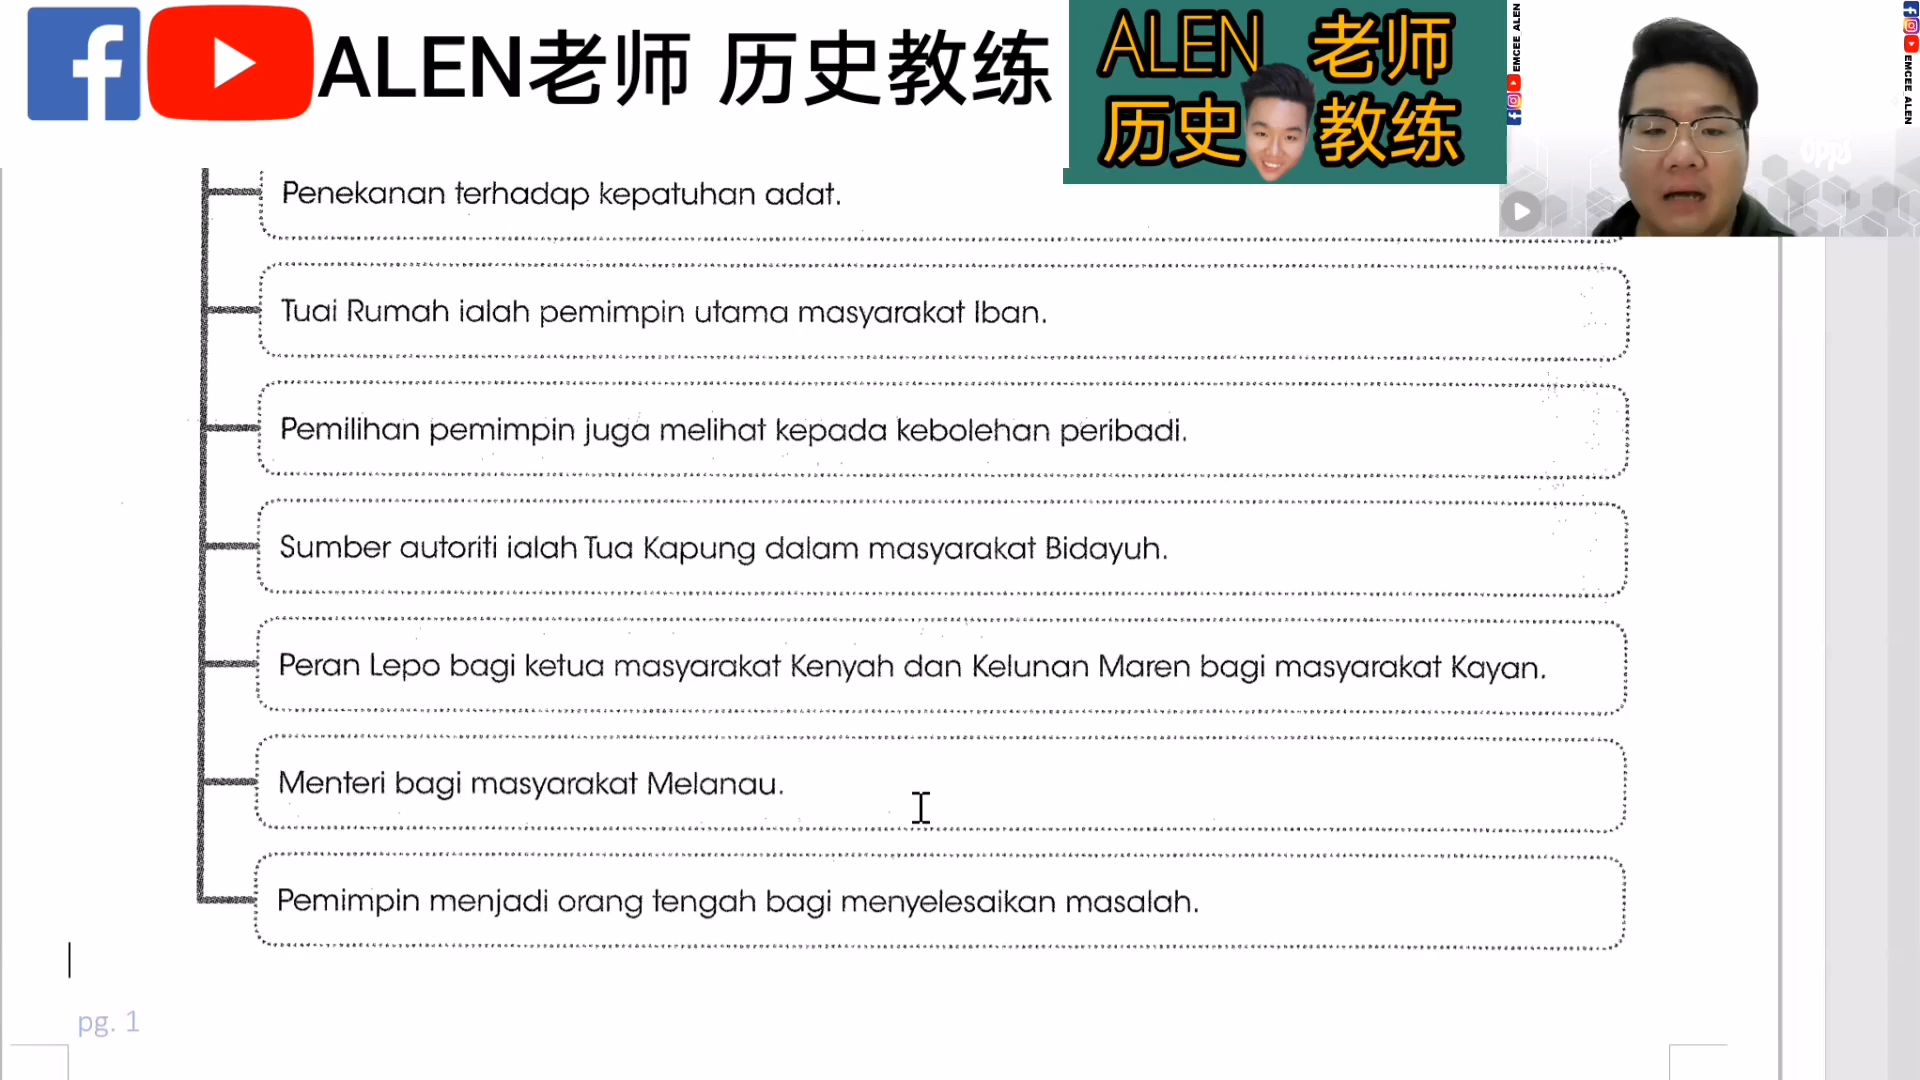 ALEN老师 历史教练
ALEN 老师
历史 教练
EMCEE ALEN
EMCEE ALEN
upps
Penekanan terhadap kepatuhan adat.
Tuai Rumah ialah pemimpin utama masyarakat Iban.
Pemilihan pemimpin juga melihat kepada kebolehan peribadi.
Sumber autoriti ialah Tua Kapung dalam masyarakat Bidayuh.
Peran Lepo bagi ketua masyarakat Kenyah dan Kelunan Maren bagi masyarakat Kayan.
Menteri bagi masyarakat Melanau.
Pemimpin menjadi orang tengah bagi menyelesaikan masalah.
pg. 1